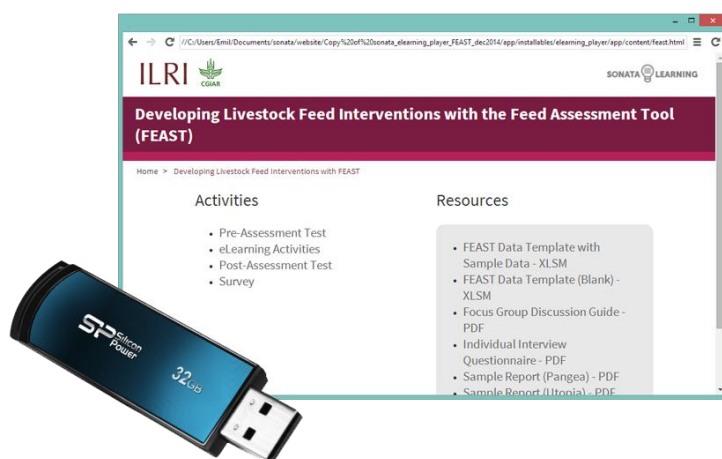 //C:/Users/Emil/Documents/sonata/website/Copy%20of%20sonata_elearning_player_FEAST_dec2014/app/installables/elearning_player/app/content/feast.html
ILRI
CGIAR
SONATA LEARNING
Developing Livestock Feed Interventions with the Feed Assessment Tool
(FEAST)
Home > Developing Livestock Feed Interventions with FEAST
Activities
• Pre-Assessment Test
• eLearning Activities
• Post-Assessment Test
• Survey
Resources
• FEAST Data Template with
Sample Data - XLSM
• FEAST Data Template (Blank) -
XLSM
• Focus Group Discussion Guide -
PDF
• Individual Interview
Questionnaire - PDF
• Sample Report (Pangea) - PDF
• Sample Report (Utopia) - PDF
SP Silicon
Power
32GB